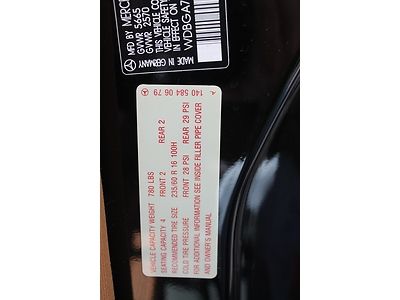 MADE IN GERMANY
GVWR 2570
GVWR 5665
MFD BY MERCE
THIS VEHICLE CO
VEHICLE SAFETY
IN EFFECT ON T
WDBGA7
A 140 584 06 79
VEHICLE CAPACITY WEIGHT 780 LBS
SEATING CAPACITY 4 FRONT 2 REAR 2
RECOMMENDED TIRE SIZE 235/60 R 16 100H
COLD TIRE PRESSURE FRONT 28 PSI REAR 29 PSI
FOR ADDITIONAL INFORMATION SEE INSIDE FILLER PIPE COVER
AND OWNER'S MANUAL